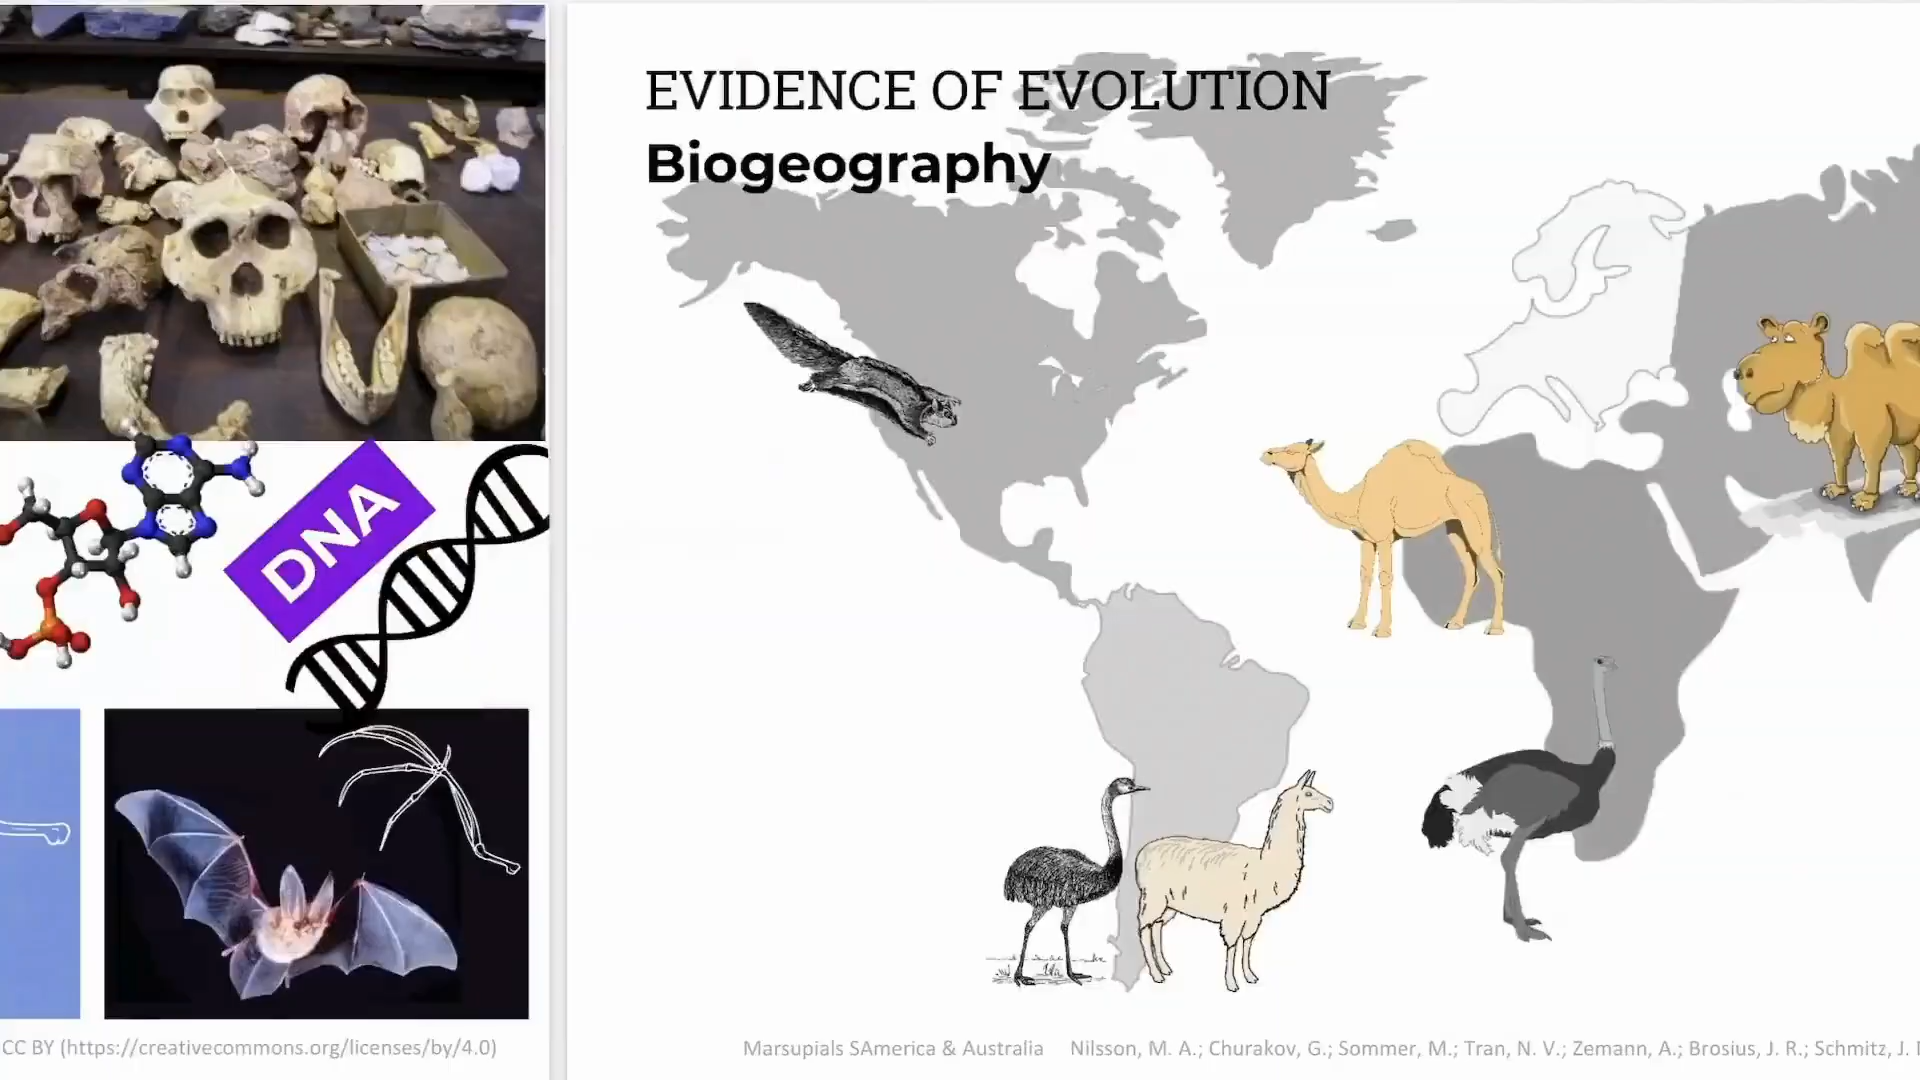 DNA
CC BY (https://creativecommons.org/licenses/by/4.0)
EVIDENCE OF EVOLUTION
Biogeography
Marsupials SAmerica & Australia Nilsson, M. A.; Churakov, G.; Sommer, M.; Tran, N. V.; Zemann, A.; Brosius, J. R.; Schmitz, J.